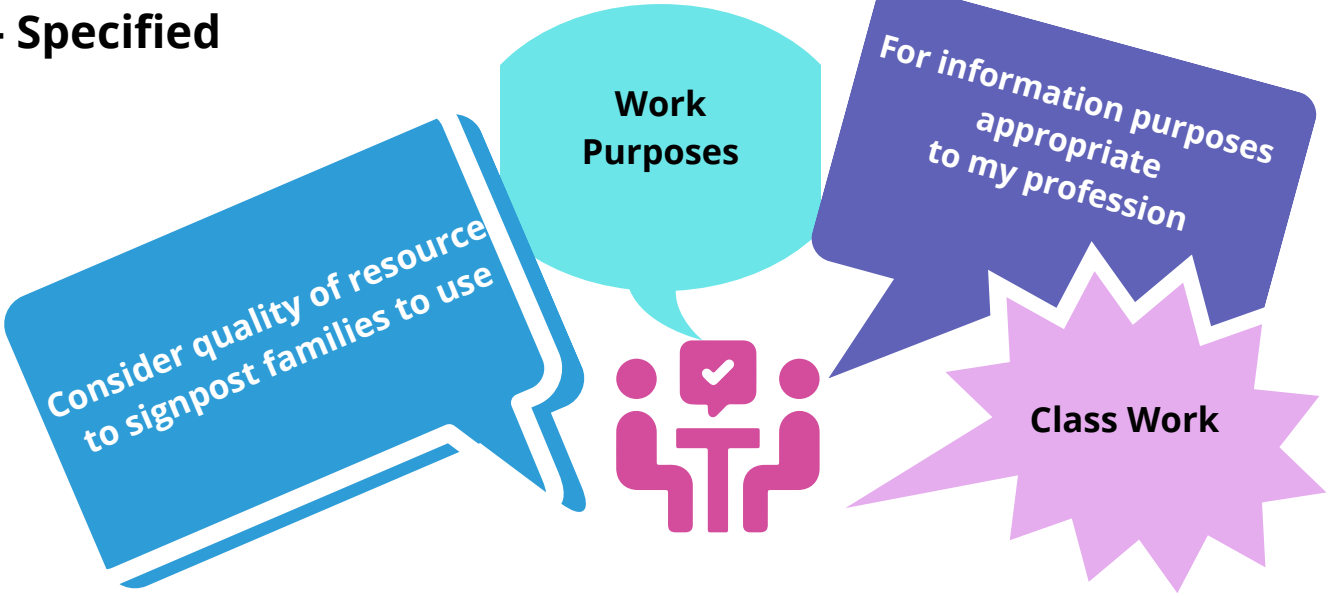 - Specified
Work
Purposes
For information purposes
appropriate
to my profession
Consider quality of resource
to signpost families to use
Class Work